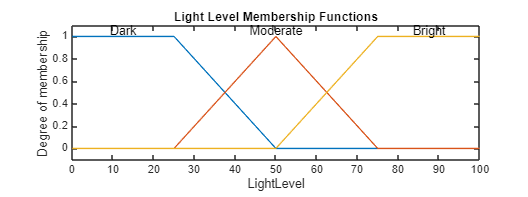 Light Level Membership Functions
Dark Moderate Bright
1
0.8
0.6
0.4
0.2
0
Degree of membership
0 10 20 30 40 50 60 70 80 90 100
LightLevel